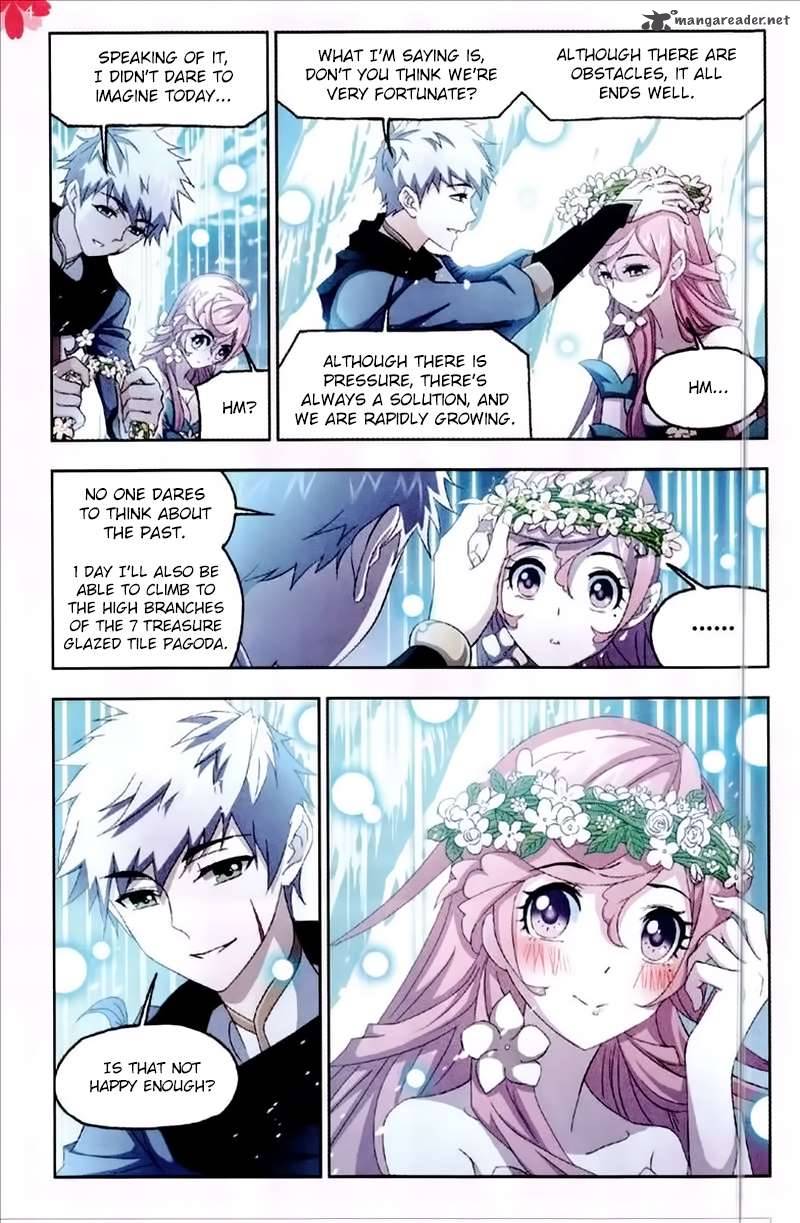 4
mangareader.net
SPEAKING OF IT,
I DIDN'T DARE TO
IMAGINE TODAY...
HM?
WHAT I'M SAYING IS,
DON'T YOU THINK WE'RE
VERY FORTUNATE?
ALTHOUGH THERE ARE
OBSTACLES, IT ALL
ENDS WELL.
ALTHOUGH THERE IS
PRESSURE, THERE'S
ALWAYS A SOLUTION, AND
WE ARE RAPIDLY GROWING.
HM...
NO ONE DARES
TO THINK ABOUT
THE PAST.
1 DAY I'LL ALSO BE
ABLE TO CLIMB TO
THE HIGH BRANCHES
OF THE 7 TREASURE
GLAZED TILE PAGODA.
......
IS THAT NOT
HAPPY ENOUGH?